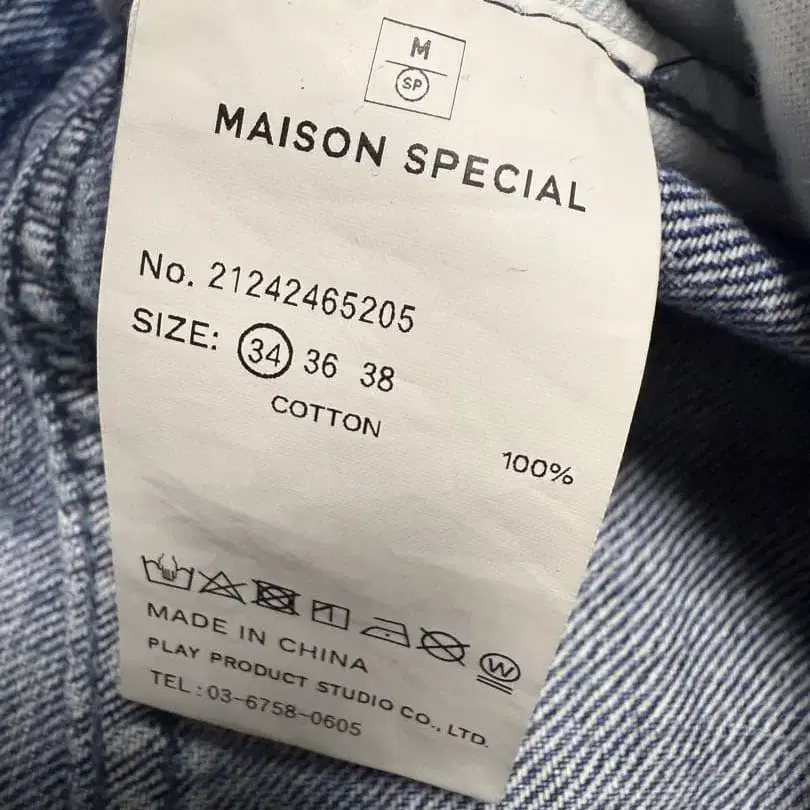 M
SP
MAISON SPECIAL
No. 21242465205
SIZE: 34 36 38
COTTON
100%
W
MADE IN CHINA
PLAY PRODUCT STUDIO CO., LTD.
TEL : 03-6758-0605